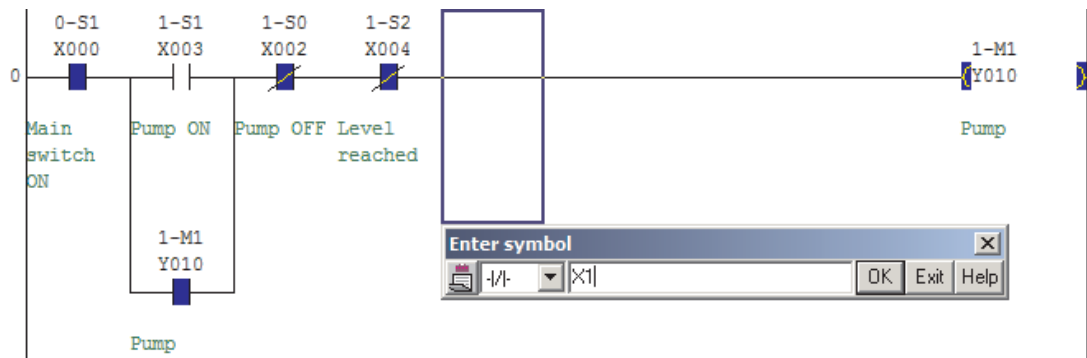 0-S1 1-S1 1-S0 1-S2
X000 X003 X002 X004 1-M1
0 Y010
Main Pump ON Pump OFF Level Pump
switch reached
ON
1-M1
Y010
Enter symbol
-|/|- X1 OK Exit Help
Pump